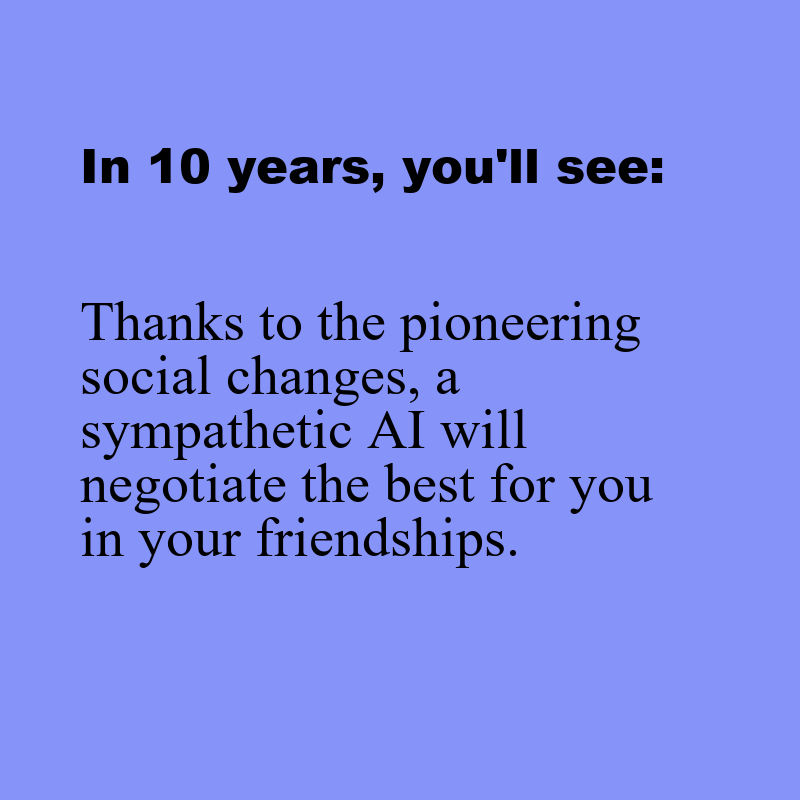 In 10 years, you'll see:
Thanks to the pioneering
social changes, a
sympathetic AI will
negotiate the best for you
in your friendships.